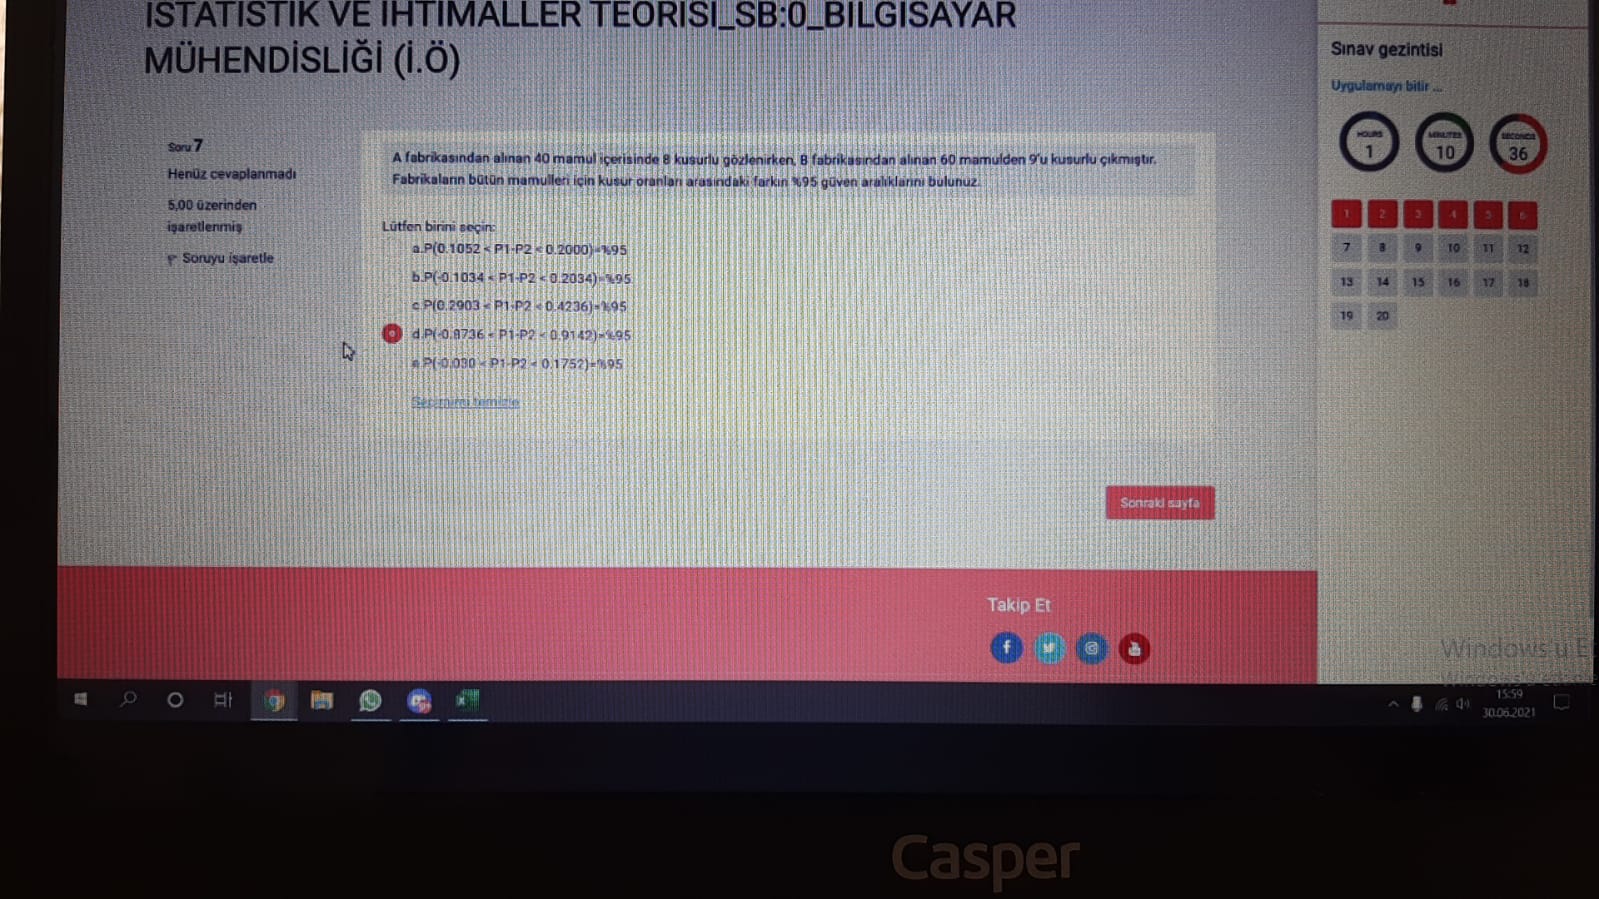 İSTATİSTİK VE İHTİMALLER TEORİSİ_SB:0_BİLGİSAYAR
MÜHENDİSLİĞİ (İ.Ö)
Soru 7
Henüz cevaplanmadı
5,00 üzerinden
işaretlenmiş
Soruyu işaretle
A fabrikasından alınan 40 mamul içerisinde 8 kusurlu gözlenirken, B fabrikasından alınan 60 mamulden 9'u kusurlu çıkmıştır.
Fabrikaların bütün mamulleri için kusur oranları arasındaki farkın %95 güven aralıklarını bulunuz.
Lütfen birini seçin:
a.P(0.1052 < P1-P2 < 0.2000)=%95
b.P(-0.1034 < P1-P2 < 0.2034)=%95
c.P(0.2903 < P1-P2 < 0.4236)=%95
d.P(-0.8736 < P1-P2 < 0.9142)=%95
e.P(-0.030 < P1-P2 < 0.1752)=%95
Seçimimi temizle
Sonraki sayfa
Sınav gezintisi
Uygulamayı bitir ...
HOURS
1
MINUTES
10
SECONDS
36
1 2 3 4 5 6
7 8 9 10 11 12
13 14 15 16 17 18
19 20
Takip Et
Windows'u E
15:59
30.06.2021
Casper